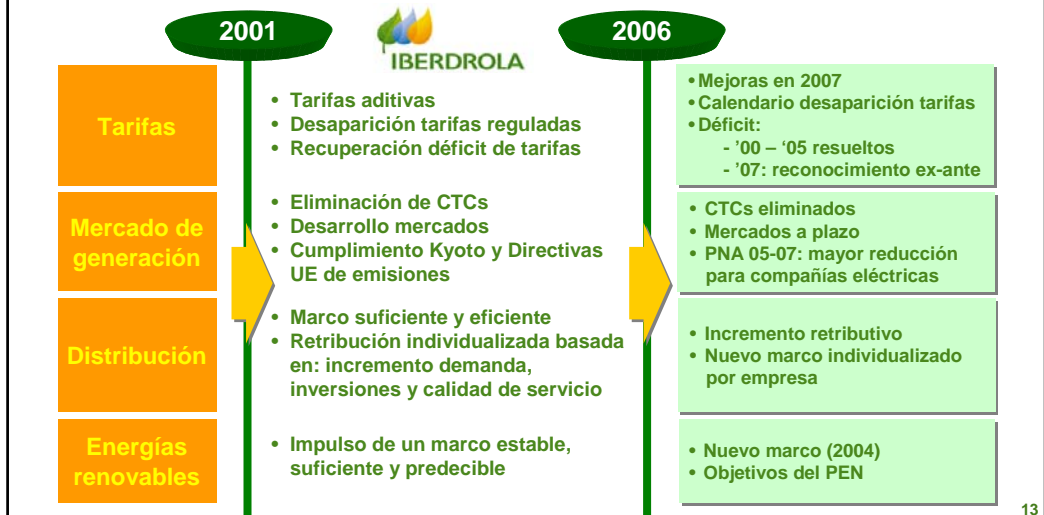 2001
IBERDROLA
2006
Tarifas
• Tarifas aditivas
• Desaparición tarifas reguladas
• Recuperación déficit de tarifas
• Mejoras en 2007
• Calendario desaparición tarifas
• Déficit:
- ’00 – ‘05 resueltos
- ’07: reconocimiento ex-ante
Mercado de
generación
• Eliminación de CTCs
• Desarrollo mercados
• Cumplimiento Kyoto y Directivas
UE de emisiones
• CTCs eliminados
• Mercados a plazo
• PNA 05-07: mayor reducción
para compañías eléctricas
Distribución
• Marco suficiente y eficiente
• Retribución individualizada basada
en: incremento demanda,
inversiones y calidad de servicio
• Incremento retributivo
• Nuevo marco individualizado
por empresa
Energías
renovables
• Impulso de un marco estable,
suficiente y predecible
• Nuevo marco (2004)
• Objetivos del PEN
13